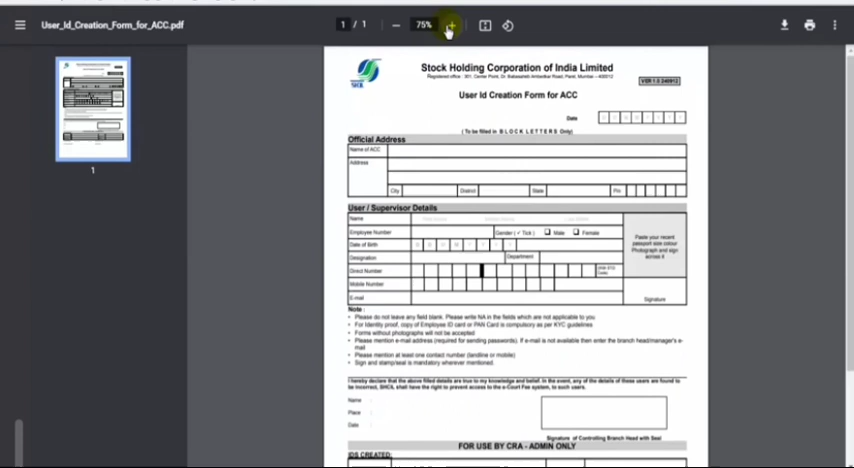 User_Id_Creation_Form_for_ACC.pdf
1 / 1
75%
1
SHCIL
Stock Holding Corporation of India Limited
Registered office : 301, Center Point, Dr. Babasaheb Ambedkar Road, Parel, Mumbai – 400012
VER 1.0 240912
User Id Creation Form for ACC
Date
( To be filled in B L O C K L E T T E R S Only)
Official Address
Name of ACC
Address
City District State Pin
User / Supervisor Details
Name
Employee Number Gender ( ✓ Tick ) Male Female
Date of Birth
Designation Department
Direct Number
Mobile Number
E-mail
Paste your recent
passport size colour
Photograph and sign
across it
Signature
Note :
• Please do not leave any field blank. Please write NA in the fields which are not applicable to you.
• For Identity proof, copy of Employee ID card or PAN Card is compulsory as per KYC guidelines
• Forms without photographs will not be accepted
• Please mention e-mail address (required for sending passwords). If e-mail is not available then enter the branch head/manager's e-
mail
• Please mention at least one contact number (landline or mobile)
• Sign and stamp/seal is mandatory wherever mentioned.
I hereby declare that the above filled details are true to my knowledge and belief. In the event, any of the details of these users are found to
be incorrect, SHCIL shall have the right to prevent access to the e-Court Fee system, to such users.
Name :
Place :
Date :
Signature of Controlling Branch Head with Seal
FOR USE BY CRA - ADMIN ONLY
IDS CREATED: